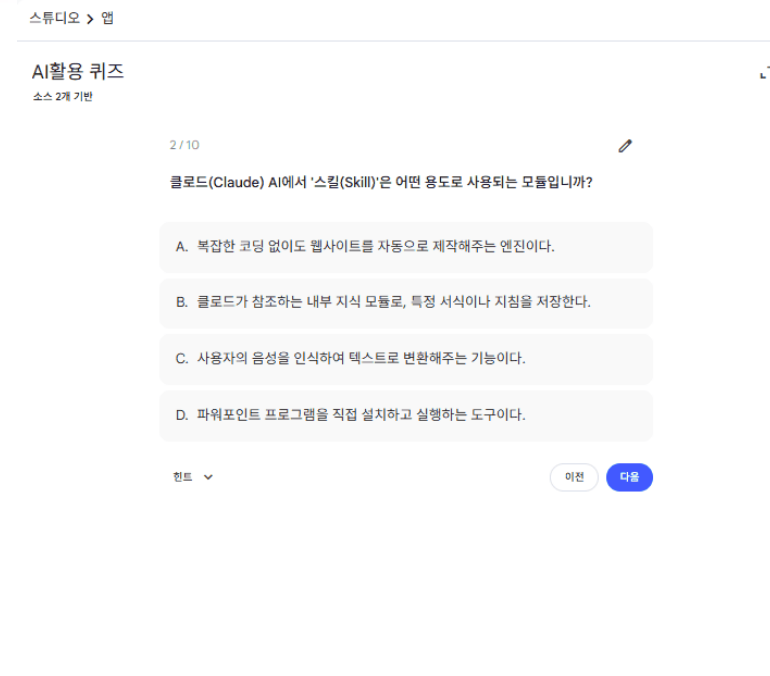 스튜디오 > 앱
AI활용 퀴즈
소스 2개 기반
2 / 10
클로드(Claude) AI에서 '스킬(Skill)'은 어떤 용도로 사용되는 모듈입니까?
A. 복잡한 코딩 없이도 웹사이트를 자동으로 제작해주는 엔진이다.
B. 클로드가 참조하는 내부 지식 모듈로, 특정 서식이나 지침을 저장한다.
C. 사용자의 음성을 인식하여 텍스트로 변환해주는 기능이다.
D. 파워포인트 프로그램을 직접 설치하고 실행하는 도구이다.
힌트
이전
다음